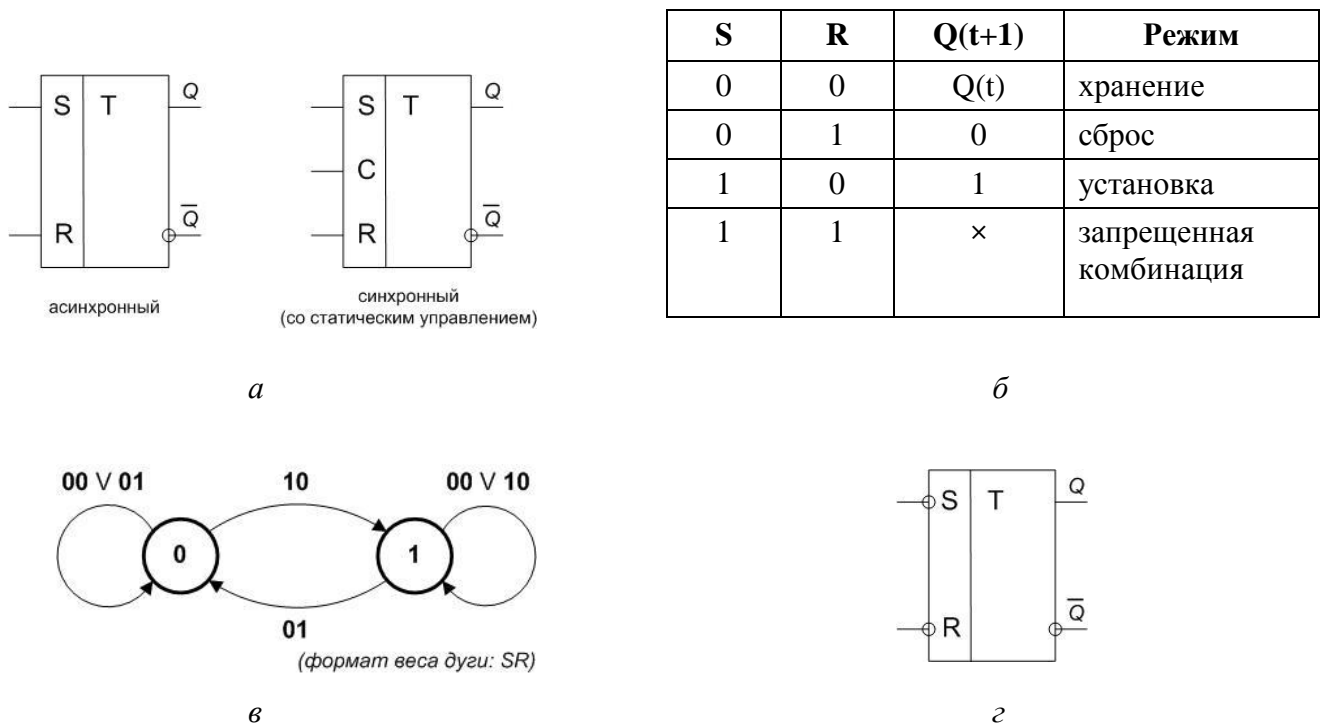 S T Q
R Q̅
асинхронный
S T Q
C
R Q̅
синхронный
(со статическим управлением)
а
S R Q(t+1) Режим
0 0 Q(t) хранение
0 1 0 сброс
1 0 1 установка
1 1 × запрещенная
комбинация
б
00 V 01 10 00 V 10
0 1
01
(формат веса дуги: SR)
в
S T Q
R Q̅
г